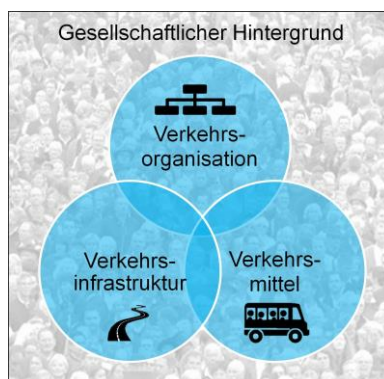 Gesellschaftlicher Hintergrund
Verkehrs-
organisation
Verkehrs-
infrastruktur
Verkehrs-
mittel